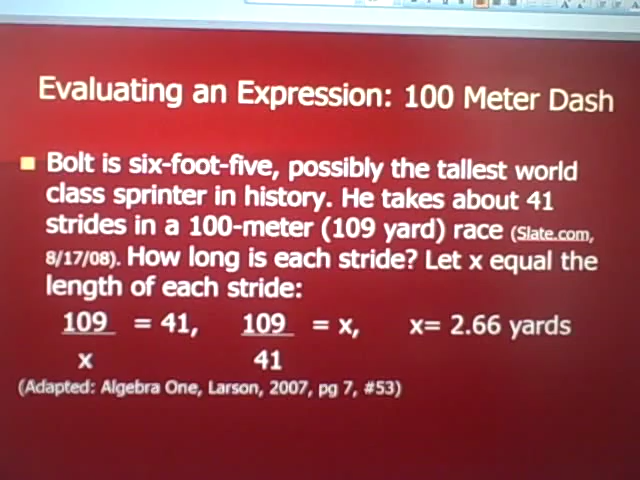 Evaluating an Expression: 100 Meter Dash
Bolt is six-foot-five, possibly the tallest world
class sprinter in history. He takes about 41
strides in a 100-meter (109 yard) race (Slate.com,
8/17/08). How long is each stride? Let x equal the
length of each stride:
109 = 41, 109 = x, x= 2.66 yards
x 41
(Adapted: Algebra One, Larson, 2007, pg 7, #53)